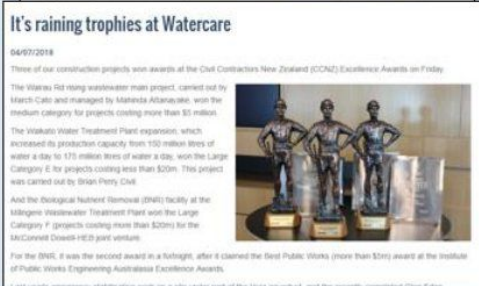 It's raining trophies at Watercare
04/07/2018
Three of our construction projects won awards at the Civil Contractors New Zealand (CCNZ) Excellence Awards on Friday.
The Wairau Rd rising wastewater main project, carried out by
March Cato and managed by Mahinda Attanayake, won the
medium category for projects costing more than $5 million.
The Waikato Water Treatment Plant expansion, which
increased its production capacity from 150 million litres of
water a day to 175 million litres of water a day, won the Large
Category E for projects costing less than $20m. This project
was carried out by Brian Perry Civil.
And the Biological Nutrient Removal (BNR) facility at the
Māngere Wastewater Treatment Plant won the Large
Category F (projects costing more than $20m) for the
McConnell Dowell-HEB joint venture.
For the BNR, it was the second award in a fortnight, after it claimed the Best Public Works (more than $5m) award at the Institute
of Public Works Engineering Australasia Excellence Awards.